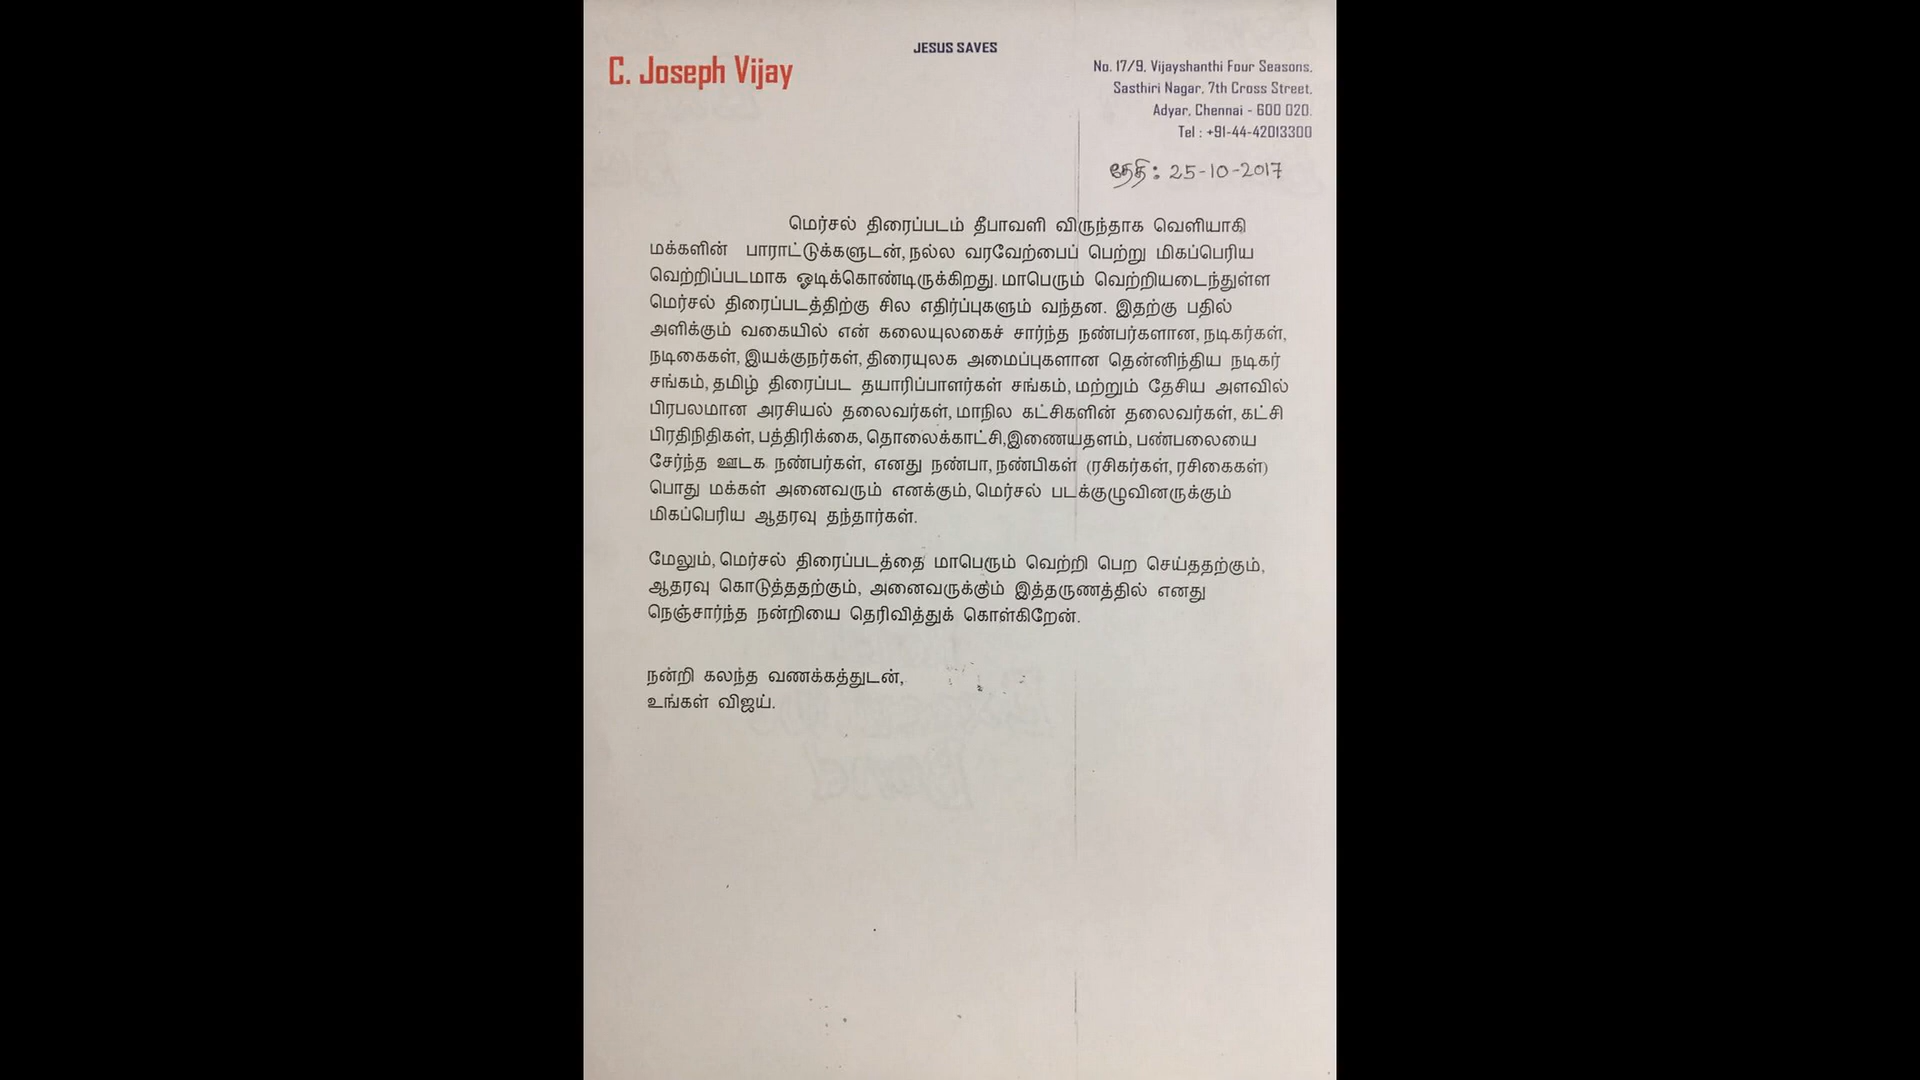 JESUS SAVES
C. Joseph Vijay
No. 17/9, Vijayshanthi Four Seasons,
Sasthiri Nagar, 7th Cross Street,
Adyar, Chennai - 600 020.
Tel : +91-44-42013300
தேதி: 25-10-2017
மெர்சல் திரைப்படம் தீபாவளி விருந்தாக வெளியாகி
மக்களின் பாராட்டுக்களுடன், நல்ல வரவேற்பைப் பெற்று மிகப்பெரிய
வெற்றிப்படமாக ஓடிக்கொண்டிருக்கிறது. மாபெரும் வெற்றியடைந்துள்ள
மெர்சல் திரைப்படத்திற்கு சில எதிர்ப்புகளும் வந்தன. இதற்கு பதில்
அளிக்கும் வகையில் என் கலையுலகைச் சார்ந்த நண்பர்களான, நடிகர்கள்,
நடிகைகள், இயக்குநர்கள், திரையுலக அமைப்புகளான தென்னிந்திய நடிகர்
சங்கம், தமிழ் திரைப்பட தயாரிப்பாளர்கள் சங்கம், மற்றும் தேசிய அளவில்
பிரபலமான அரசியல் தலைவர்கள், மாநில கட்சிகளின் தலைவர்கள், கட்சி
பிரதிநிதிகள், பத்திரிக்கை, தொலைக்காட்சி,இணையதளம், பண்பலையை
சேர்ந்த ஊடக நண்பர்கள், எனது நண்பா, நண்பிகள் (ரசிகர்கள், ரசிகைகள்)
பொது மக்கள் அனைவரும் எனக்கும், மெர்சல் படக்குழுவினருக்கும்
மிகப்பெரிய ஆதரவு தந்தார்கள்.
மேலும், மெர்சல் திரைப்படத்தை மாபெரும் வெற்றி பெற செய்ததற்கும்,
ஆதரவு கொடுத்ததற்கும், அனைவருக்கும் இத்தருணத்தில் எனது
நெஞ்சார்ந்த நன்றியை தெரிவித்துக் கொள்கிறேன்.
நன்றி கலந்த வணக்கத்துடன்,
உங்கள் விஜய்.